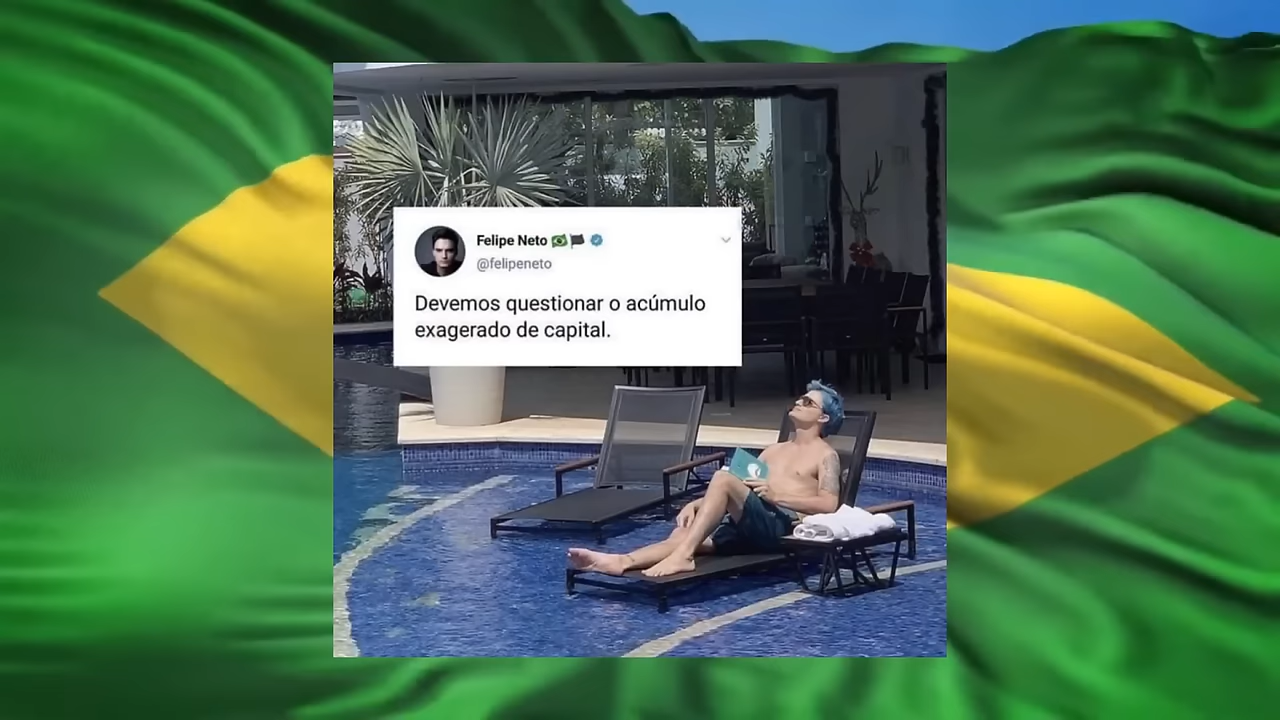 Felipe Neto 🇧🇷🏴
@felipeneto
Devemos questionar o acúmulo
exagerado de capital.